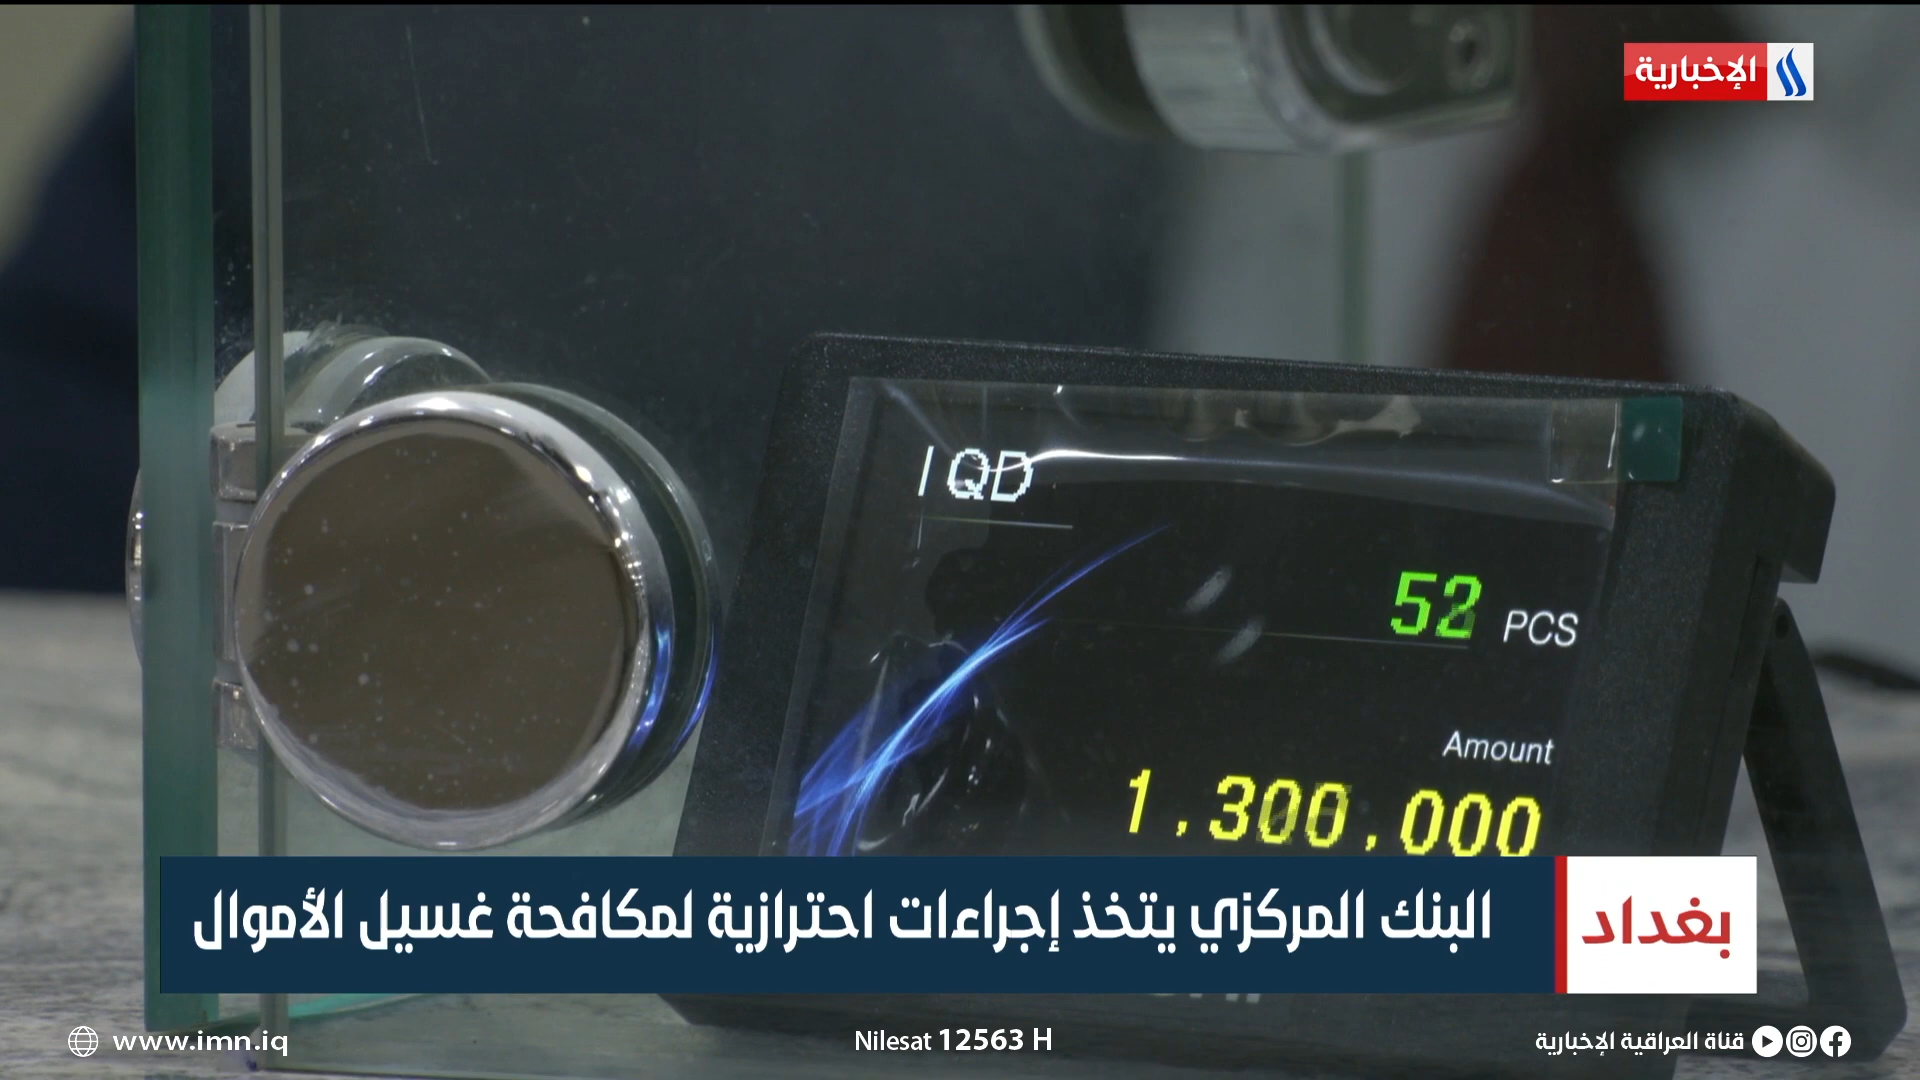 الإخبارية
IQD
52 PCS
Amount
1,300,000
بغداد
البنك المركزي يتخذ إجراءات احترازية لمكافحة غسيل الأموال
www.imn.iq
Nilesat 12563 H
قناة العراقية الإخبارية